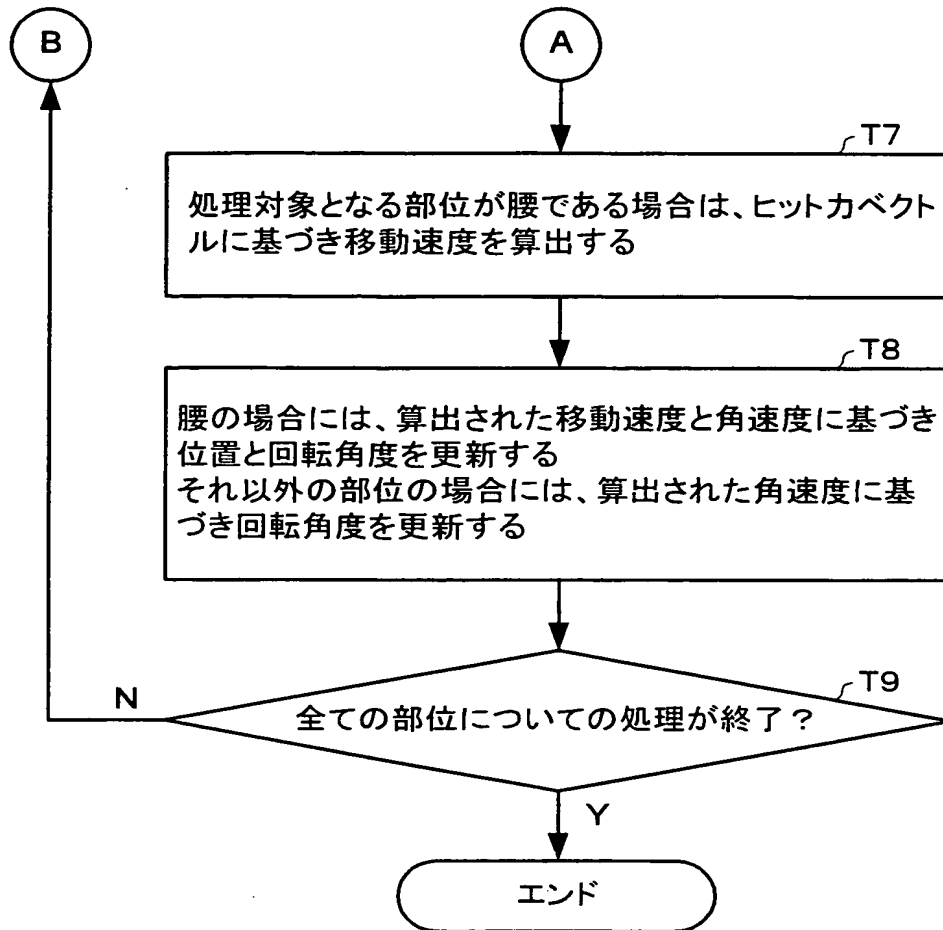 B
A
T7
処理対象となる部位が腰である場合は、ヒット力ベクト
ルに基づき移動速度を算出する
T8
腰の場合には、算出された移動速度と角速度に基づき
位置と回転角度を更新する
それ以外の部位の場合には、算出された角速度に基
づき回転角度を更新する
T9
N
全ての部位についての処理が終了？
Y
エンド